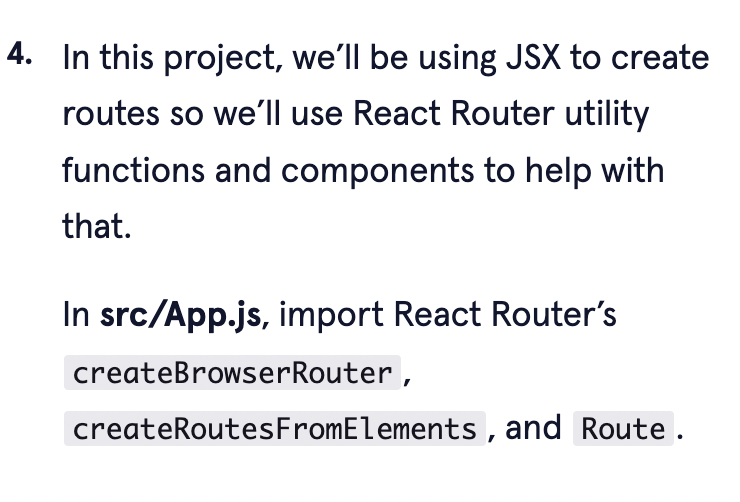 4. In this project, we’ll be using JSX to create
routes so we’ll use React Router utility
functions and components to help with
that.
In src/App.js, import React Router’s
createBrowserRouter,
createRoutesFromElements, and Route.